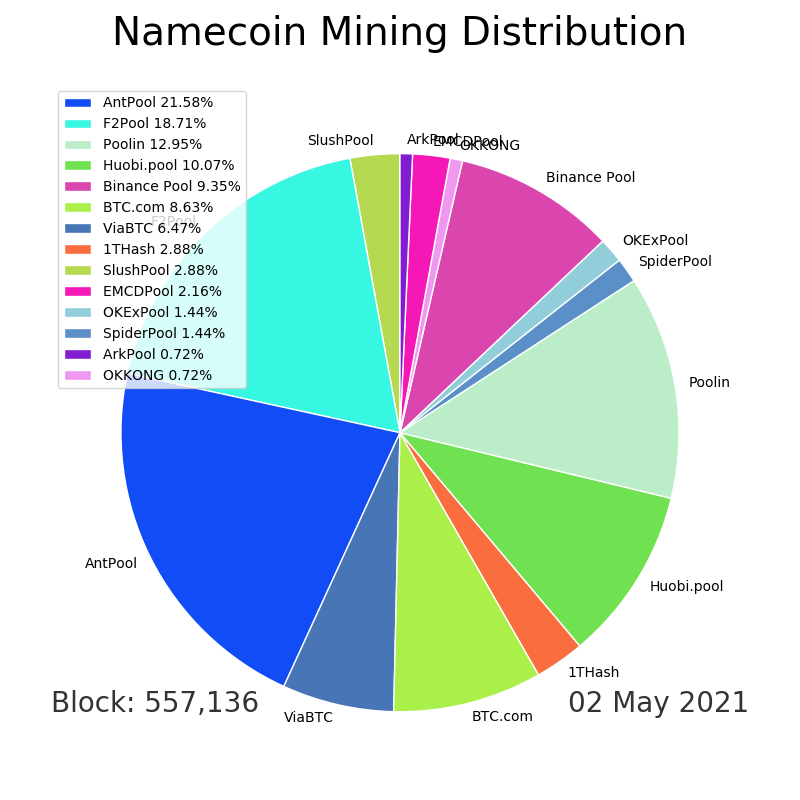 Namecoin Mining Distribution
AntPool 21.58%
F2Pool 18.71%
Poolin 12.95%
Huobi.pool 10.07%
Binance Pool 9.35%
BTC.com 8.63%
ViaBTC 6.47%
1THash 2.88%
SlushPool 2.88%
EMCDPool 2.16%
OKExPool 1.44%
SpiderPool 1.44%
ArkPool 0.72%
OKKONG 0.72%
SlushPool
ArkPool
EMCDPool
OKKONG
Binance Pool
OKExPool
SpiderPool
Poolin
Huobi.pool
1THash
BTC.com
ViaBTC
AntPool
F2Pool
Block: 557,136
02 May 2021